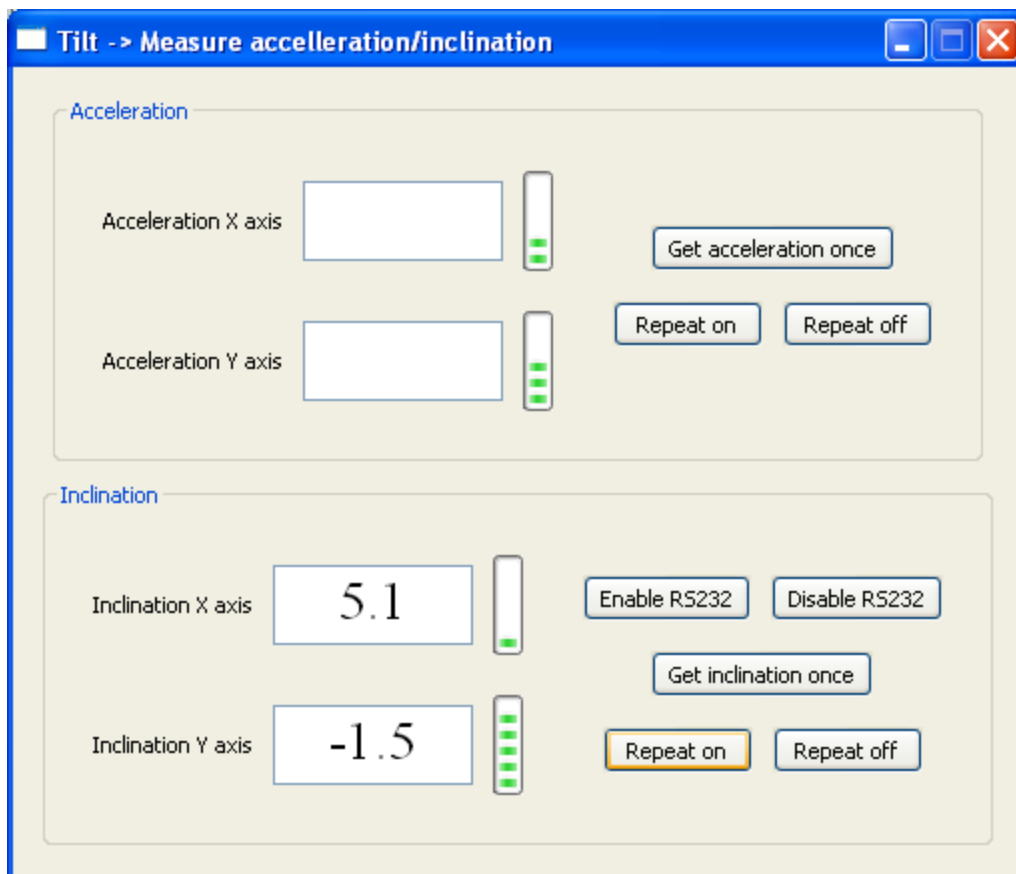 Tilt -> Measure accelleration/inclination
Acceleration
Acceleration X axis
Get acceleration once
Repeat on
Repeat off
Acceleration Y axis
Inclination
Inclination X axis
5.1
Enable RS232
Disable RS232
Get inclination once
Inclination Y axis
-1.5
Repeat on
Repeat off